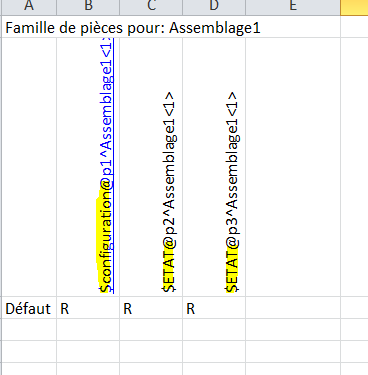 A B C D E
Famille de pièces pour: Assemblage1
$configuration@p1^Assemblage1<1>
$ETAT@p2^Assemblage1<1>
$ETAT@p3^Assemblage1<1>
Défaut R R R